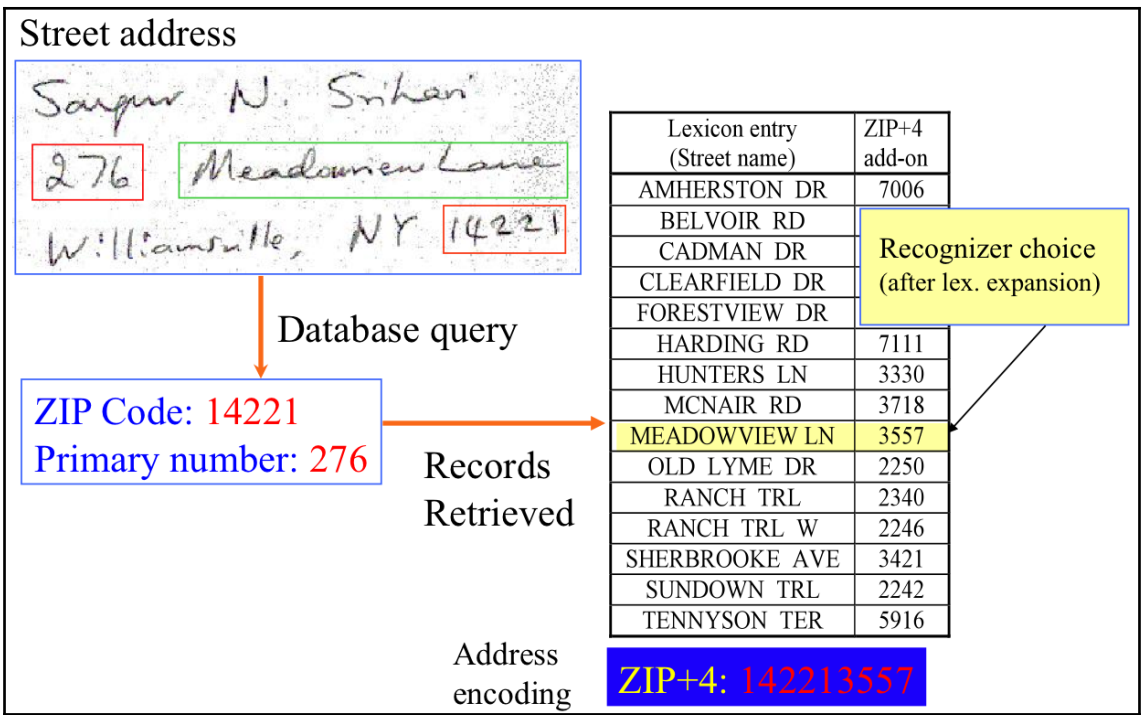 Street address
Sargur N. Srihari
276 Meadowview Lane
Williamsville, NY 14221
Database query
ZIP Code: 14221
Primary number: 276
Records
Retrieved
Lexicon entry
(Street name)
ZIP+4
add-on
AMHERSTON DR 7006
BELVOIR RD
CADMAN DR
CLEARFIELD DR
FORESTVIEW DR
HARDING RD 7111
HUNTERS LN 3330
MCNAIR RD 3718
MEADOWVIEW LN 3557
OLD LYME DR 2250
RANCH TRL 2340
RANCH TRL W 2246
SHERBROOKE AVE 3421
SUNDOWN TRL 2242
TENNYSON TER 5916
Recognizer choice
(after lex. expansion)
Address
encoding
ZIP+4: 142213557